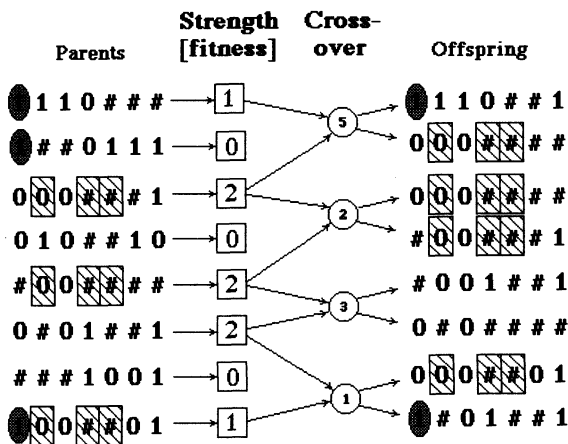 Strength Cross-
Parents [fitness] over Offspring
1 1 1 0 # # # 1 1 1 1 0 # # 1
5
1 # # 0 1 1 1 0 0 0 0 # # # #
0 0 0 # # # 1 2 0 0 0 # # # #
2
0 1 0 # # 1 0 0 # 0 0 # # # 1
# 0 0 # # # # 2 # 0 0 1 # # 1
3
0 # 0 1 # # 1 2 0 # 0 # # # #
# # # 1 0 0 1 0 0 0 0 # # 0 1
1
1 0 0 # # 0 1 1 1 # 0 1 # # 1